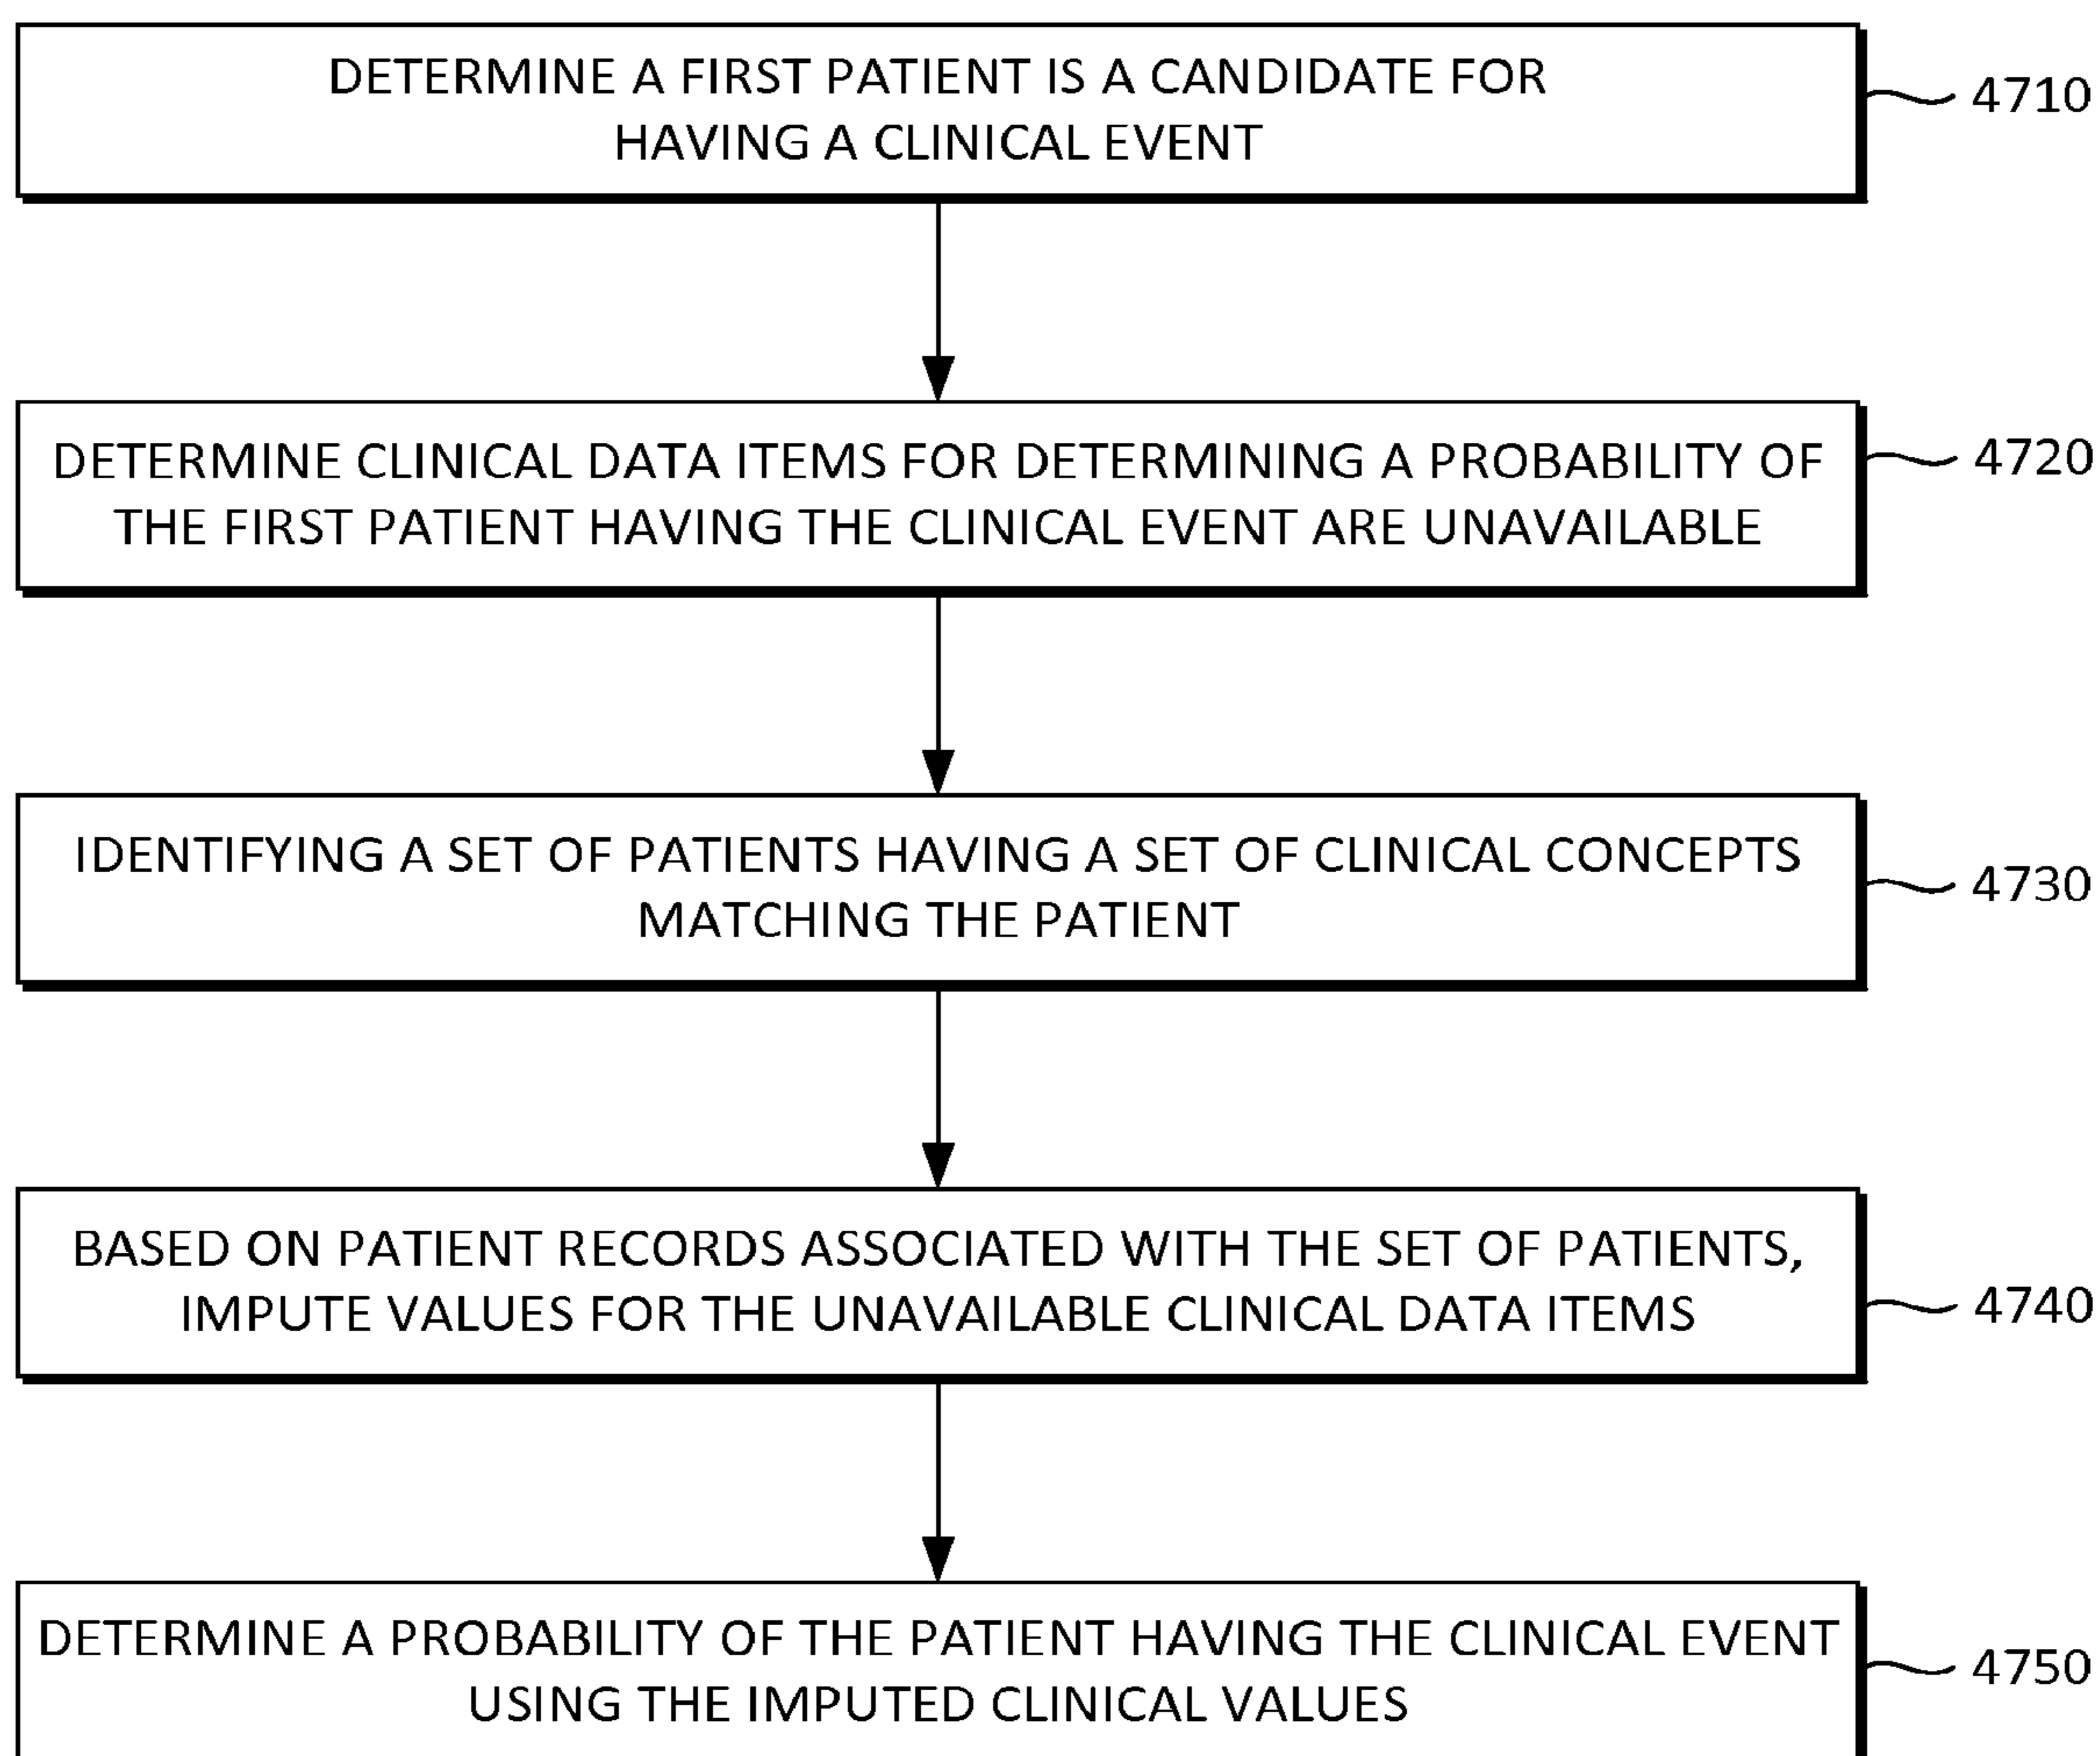 DETERMINE A FIRST PATIENT IS A CANDIDATE FOR
HAVING A CLINICAL EVENT
4710
DETERMINE CLINICAL DATA ITEMS FOR DETERMINING A PROBABILITY OF
THE FIRST PATIENT HAVING THE CLINICAL EVENT ARE UNAVAILABLE
4720
IDENTIFYING A SET OF PATIENTS HAVING A SET OF CLINICAL CONCEPTS
MATCHING THE PATIENT
4730
BASED ON PATIENT RECORDS ASSOCIATED WITH THE SET OF PATIENTS,
IMPUTE VALUES FOR THE UNAVAILABLE CLINICAL DATA ITEMS
4740
DETERMINE A PROBABILITY OF THE PATIENT HAVING THE CLINICAL EVENT
USING THE IMPUTED CLINICAL VALUES
4750